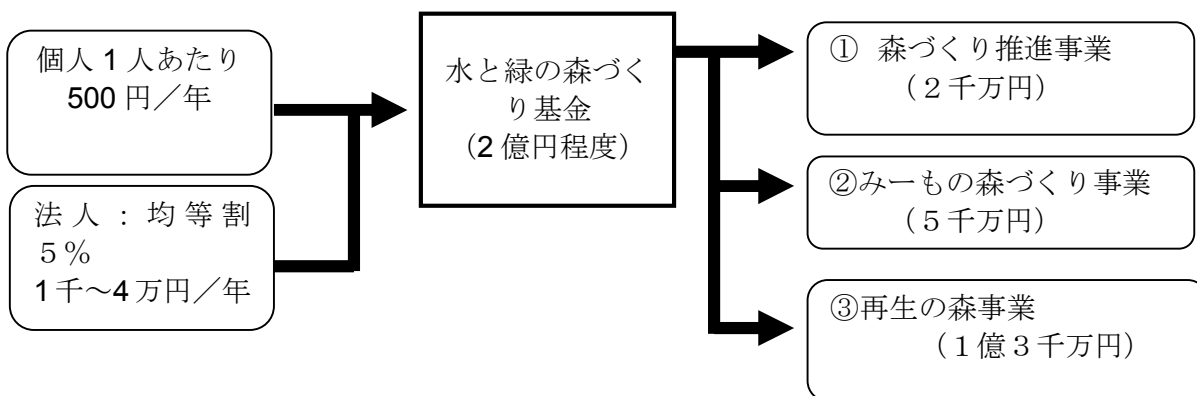 個人 1 人あたり
500 円／年
法人：均等割
５％
1千～4 万円／年
水と緑の森づく
り基金
（2 億円程度）
① 森づくり推進事業
（２千万円）
②みーもの森づくり事業
（５千万円）
③再生の森事業
（１億３千万円）